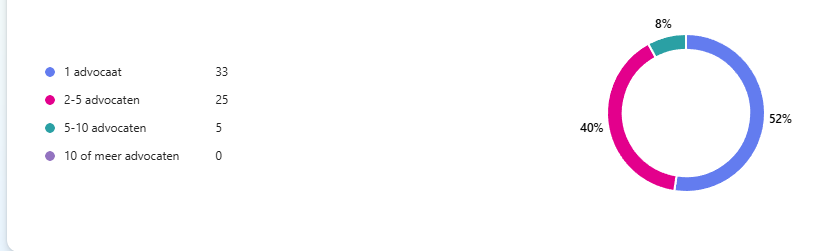 8%
1 advocaat 33
2-5 advocaten 25
52%
5-10 advocaten 5
40%
10 of meer advocaten 0